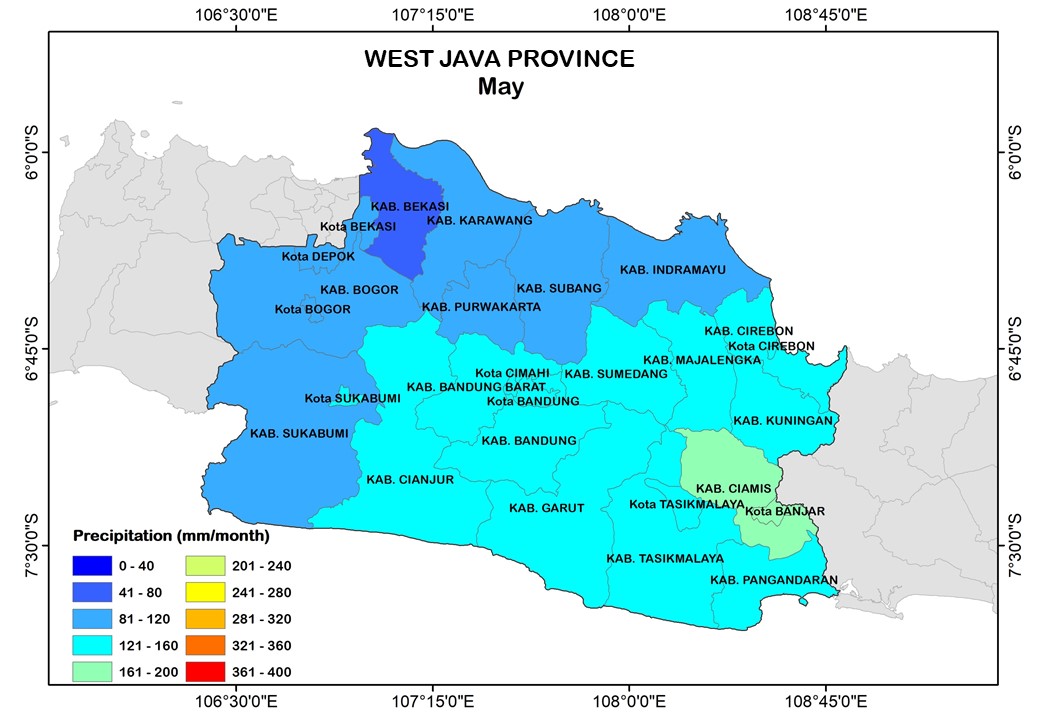 106°30'0"E 107°15'0"E 108°0'0"E 108°45'0"E
WEST JAVA PROVINCE
May
6°0'0"S 6°0'0"S
KAB. BEKASI
KAB. KARAWANG
Kota BEKASI
Kota DEPOK
KAB. INDRAMAYU
KAB. BOGOR
KAB. SUBANG
Kota BOGOR
KAB. PURWAKARTA
KAB. CIREBON
Kota CIREBON
6°45'0"S 6°45'0"S
KAB. MAJALENGKA
Kota CIMAHI
KAB. SUMEDANG
KAB. BANDUNG BARAT
Kota SUKABUMI
Kota BANDUNG
KAB. KUNINGAN
KAB. SUKABUMI
KAB. BANDUNG
KAB. CIANJUR
KAB. CIAMIS
KAB. GARUT
Kota TASIKMALAYA
Kota BANJAR
7°30'0"S 7°30'0"S
KAB. TASIKMALAYA
KAB. PANGANDARAN
Precipitation (mm/month)
0 - 40 201 - 240
41 - 80 241 - 280
81 - 120 281 - 320
121 - 160 321 - 360
161 - 200 361 - 400
106°30'0"E 107°15'0"E 108°0'0"E 108°45'0"E